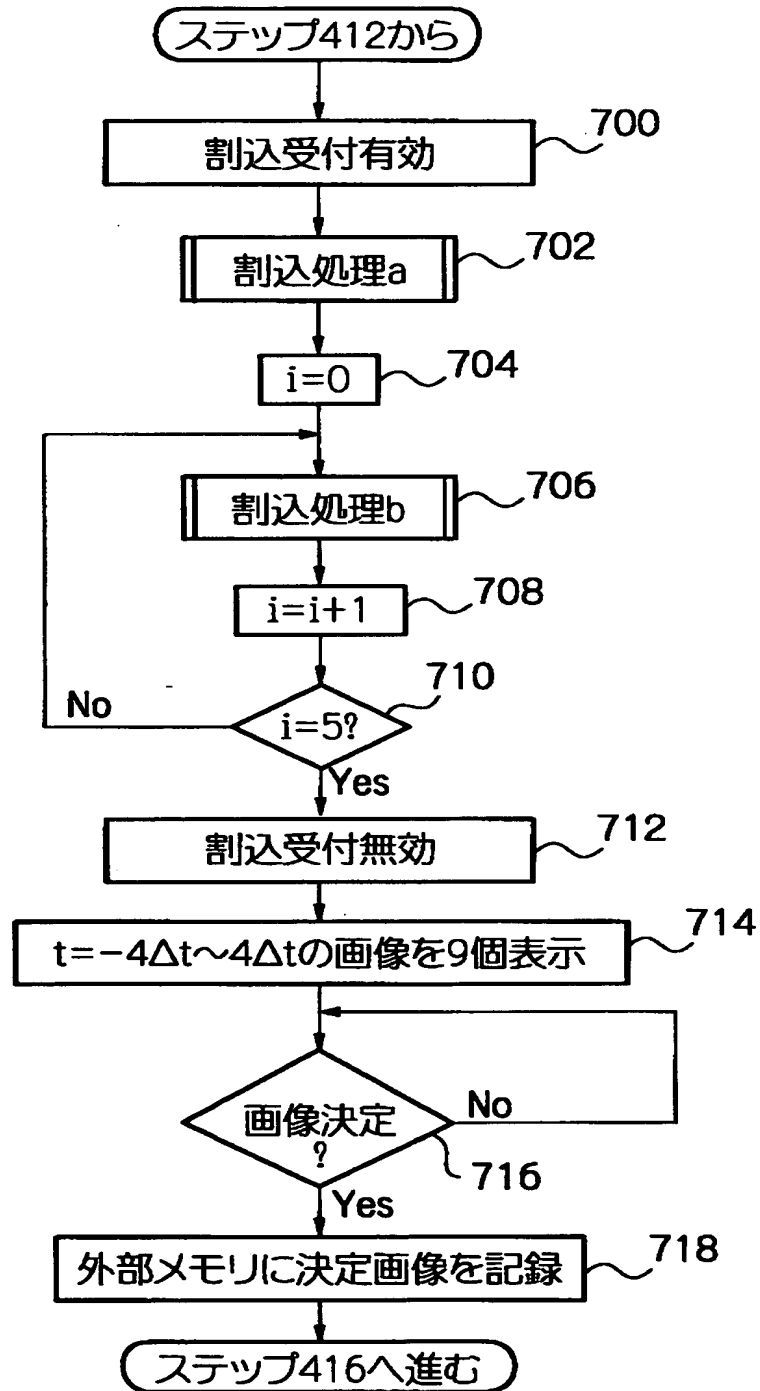 ステップ412から
割込受付有効
700
割込処理a
702
i=0
704
割込処理b
706
i=i+1
708
710
No
i=5?
Yes
割込受付無効
712
t=-4Δt～4Δtの画像を9個表示
714
画像決定
?
No
716
Yes
外部メモリに決定画像を記録
718
ステップ416へ進む